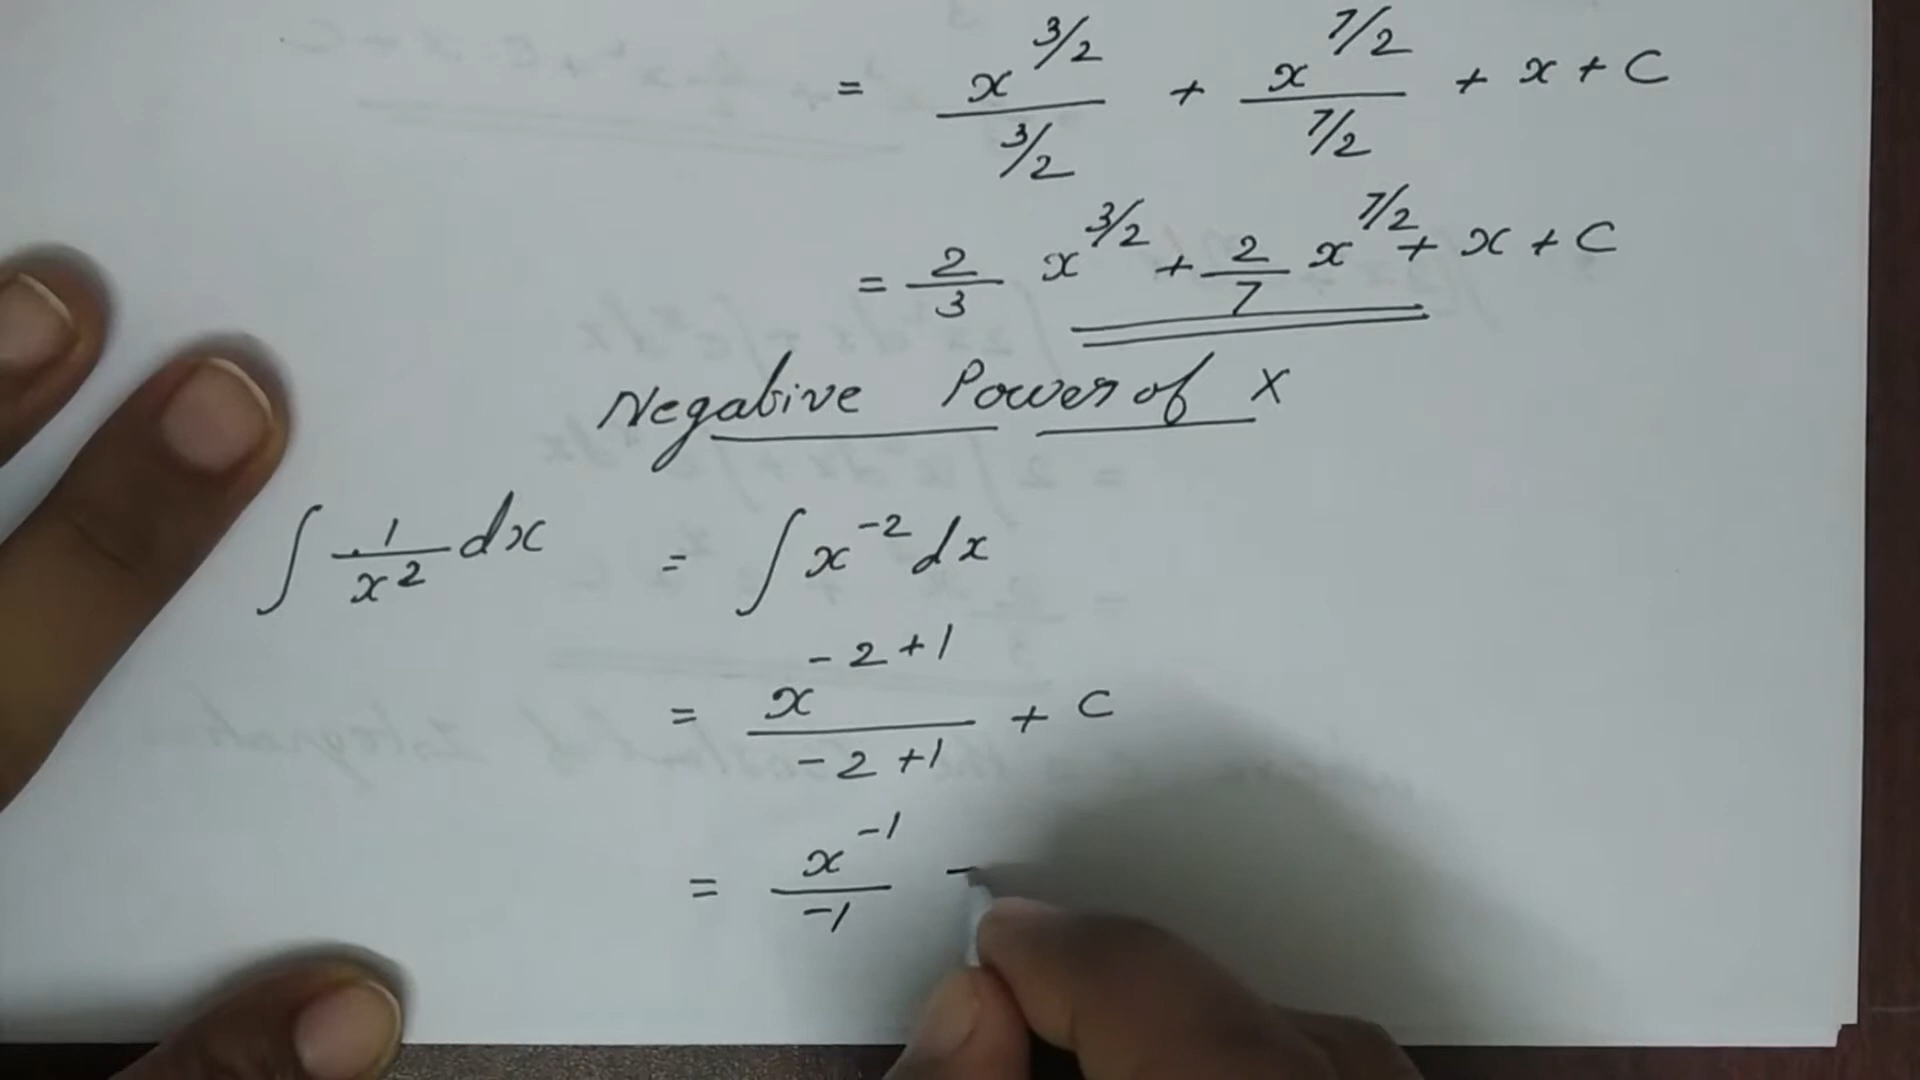 = x^{3/2} / 3/2 + x^{7/2} / 7/2 + x + C
= 2/3 x^{3/2} + 2/7 x^{7/2} + x + C
Negative Power of X
∫ 1/x² dx = ∫ x^{-2} dx
= x^{-2+1} / -2+1 + C
= x^{-1} / -1 -